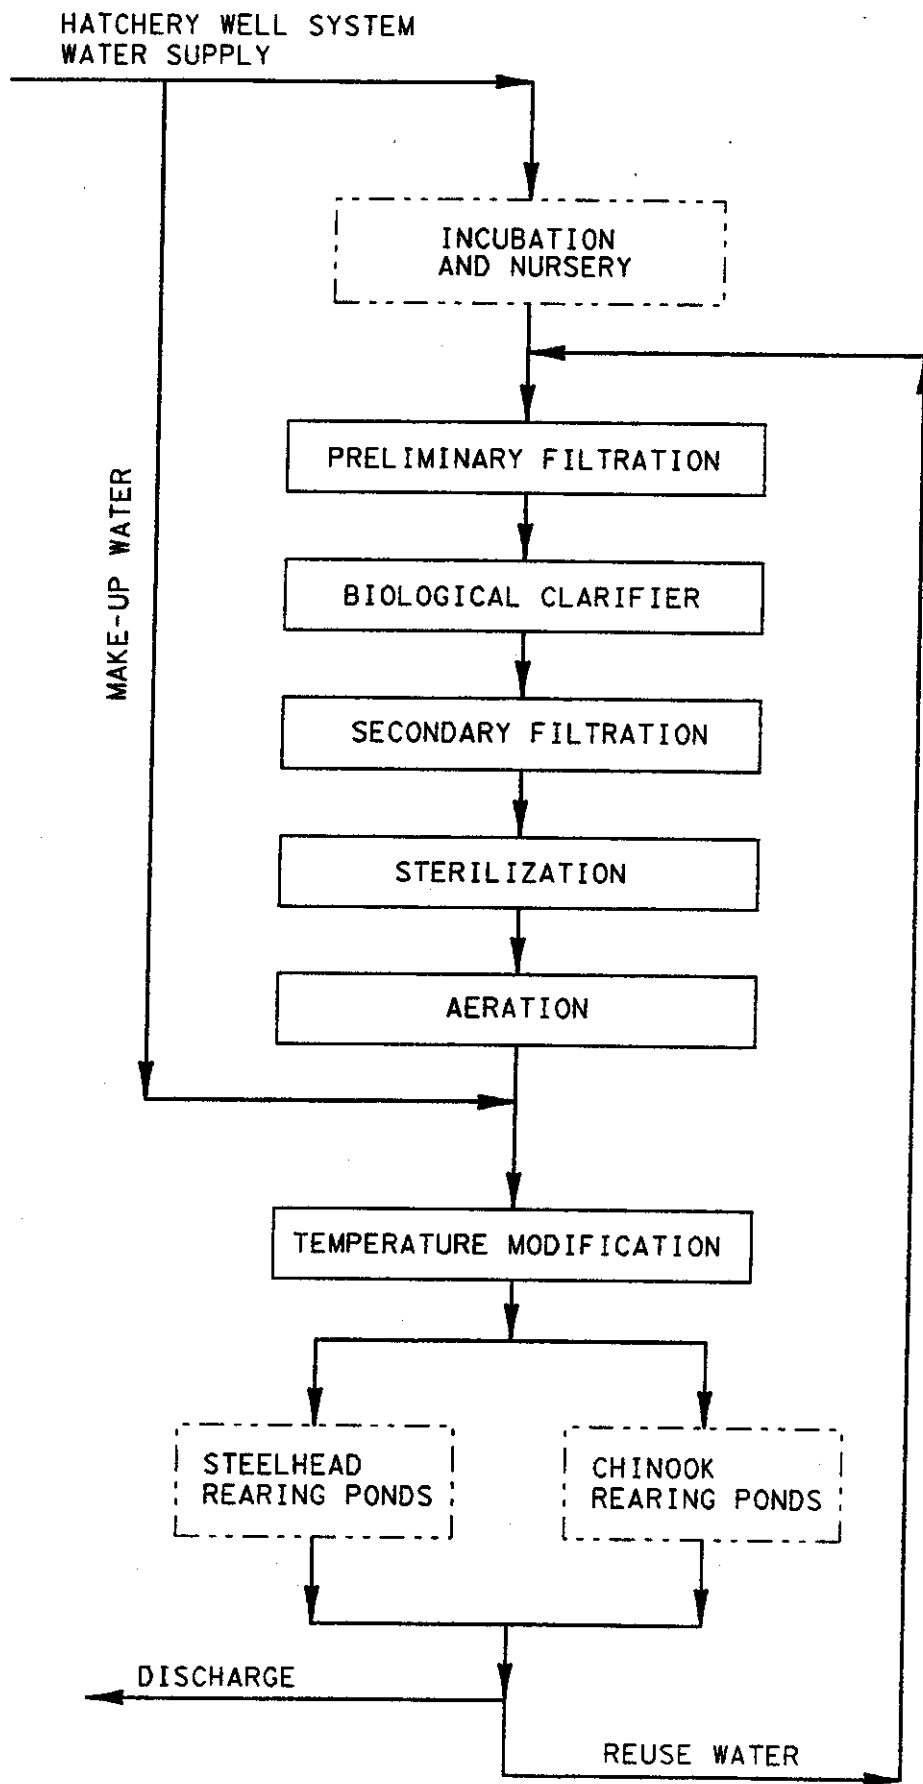 HATCHERY WELL SYSTEM
WATER SUPPLY
INCUBATION
AND NURSERY
PRELIMINARY FILTRATION
MAKE-UP WATER
BIOLOGICAL CLARIFIER
SECONDARY FILTRATION
STERILIZATION
AERATION
TEMPERATURE MODIFICATION
STEELHEAD
REARING PONDS
CHINOOK
REARING PONDS
DISCHARGE
REUSE WATER